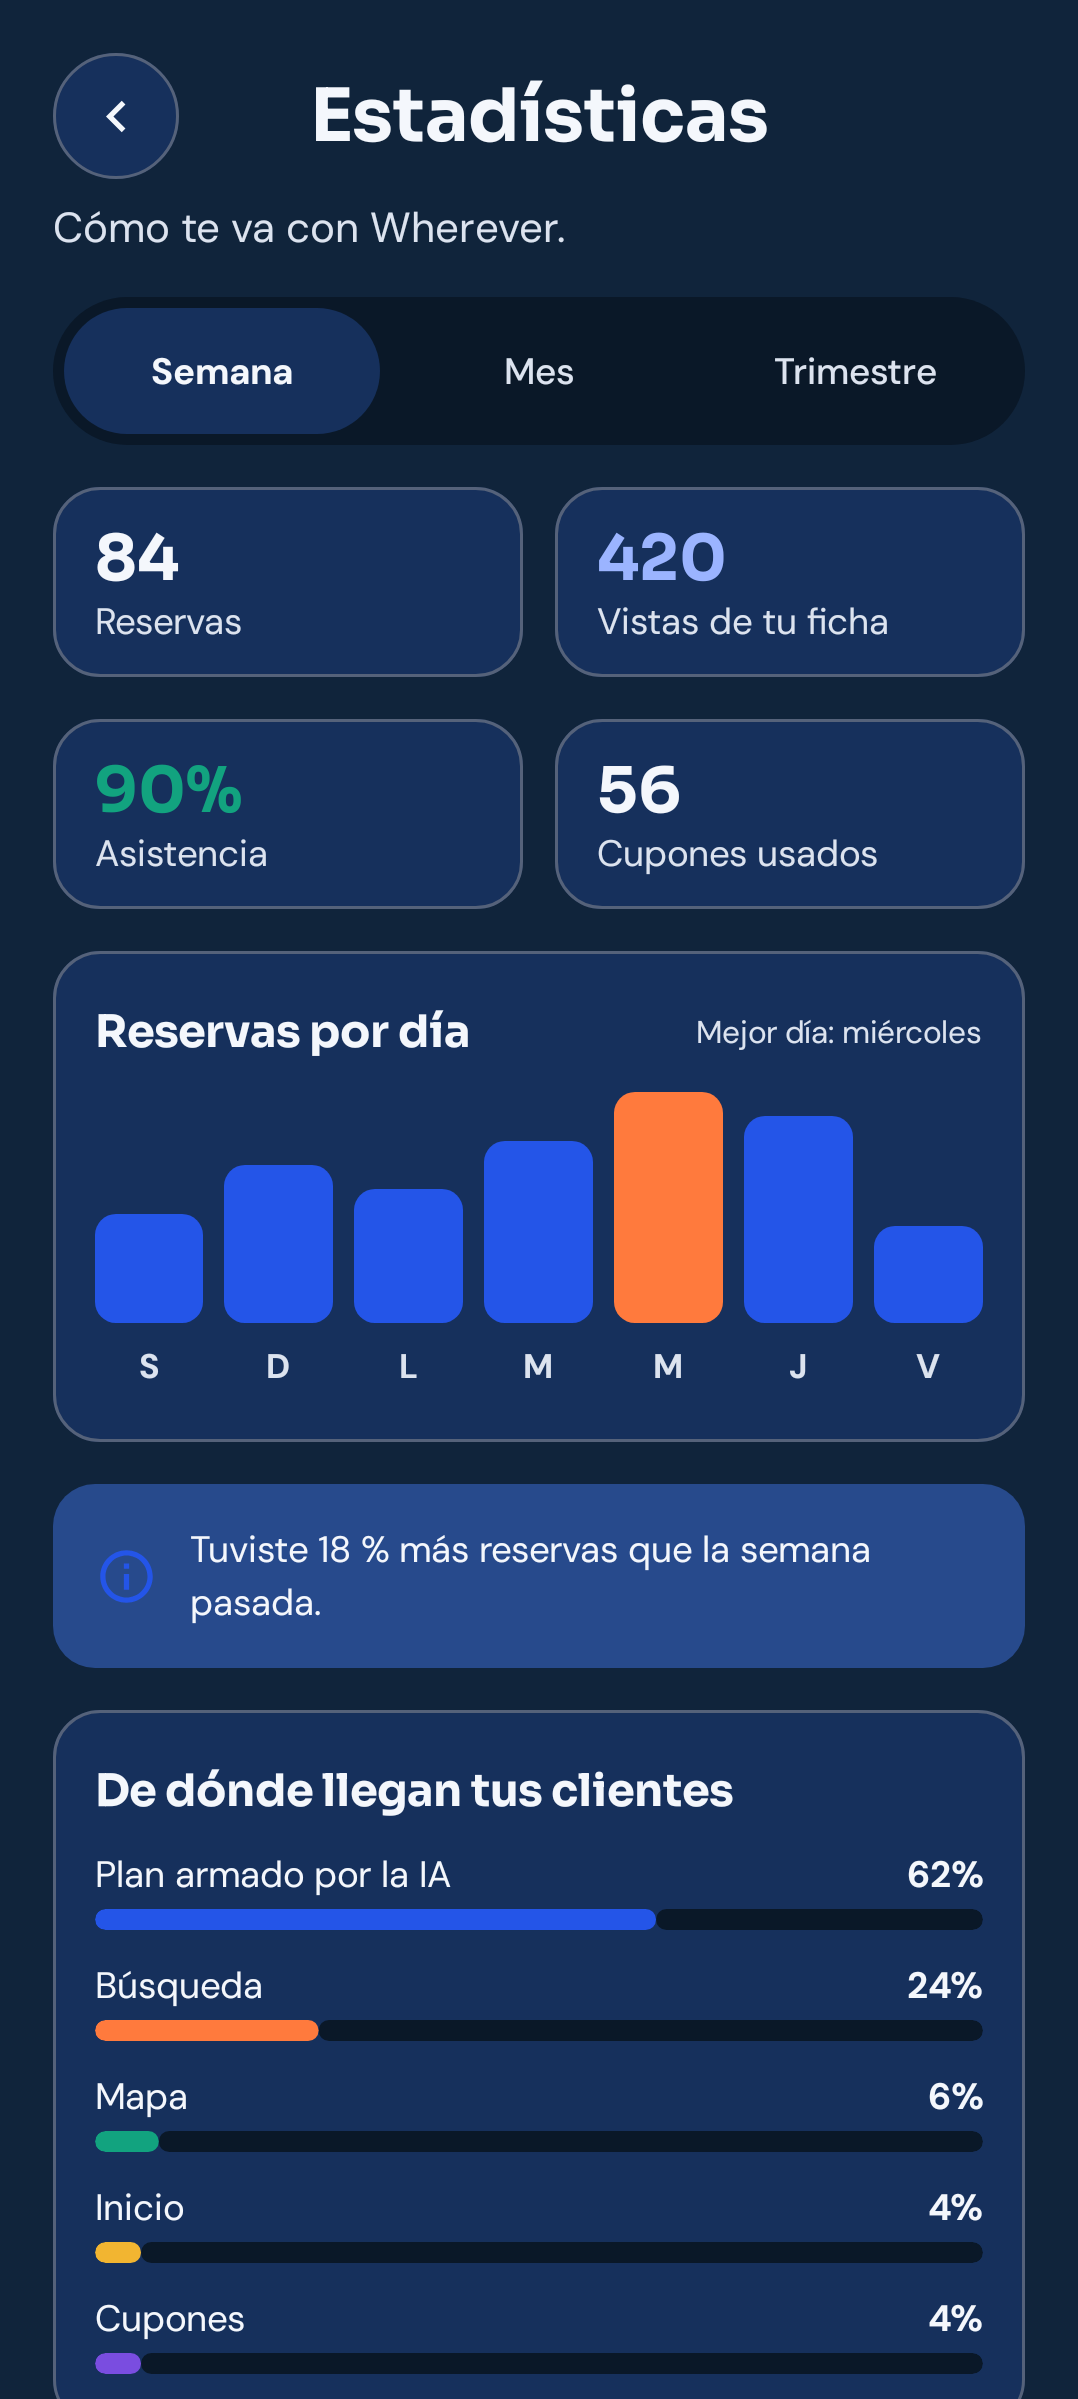 Estadísticas
Cómo te va con Wherever.
Semana
Mes
Trimestre
84
Reservas
420
Vistas de tu ficha
90%
Asistencia
56
Cupones usados
Reservas por día
Mejor día: miércoles
S D L M M J V
Tuviste 18 % más reservas que la semana
pasada.
De dónde llegan tus clientes
Plan armado por la IA 62%
Búsqueda 24%
Mapa 6%
Inicio 4%
Cupones 4%